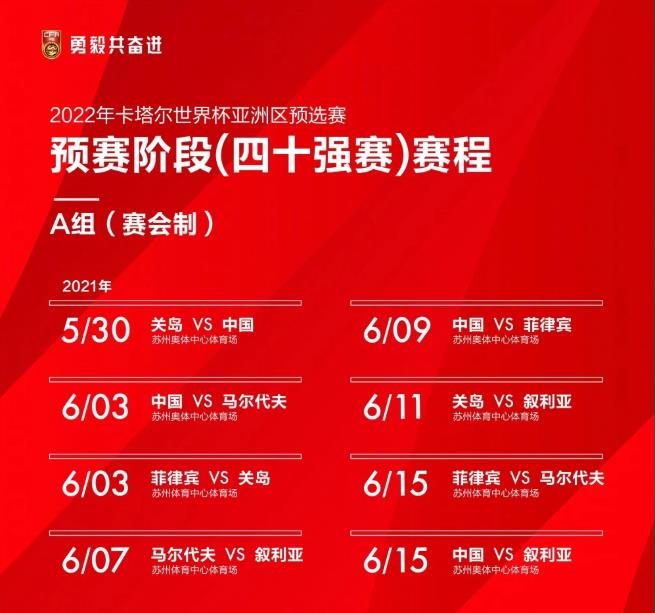 CFA
勇毅共奋进
2022年卡塔尔世界杯亚洲区预选赛
预赛阶段(四十强赛)赛程
A组（赛会制）
2021年
5/30 关岛 VS 中国
苏州奥体中心体育场
6/03 中国 VS 马尔代夫
苏州奥体中心体育场
6/03 菲律宾 VS 关岛
苏州体育中心体育场
6/07 马尔代夫 VS 叙利亚
苏州体育中心体育场
6/09 中国 VS 菲律宾
苏州奥体中心体育场
6/11 关岛 VS 叙利亚
苏州奥体中心体育场
6/15 菲律宾 VS 马尔代夫
苏州体育中心体育场
6/15 中国 VS 叙利亚
苏州奥体中心体育场